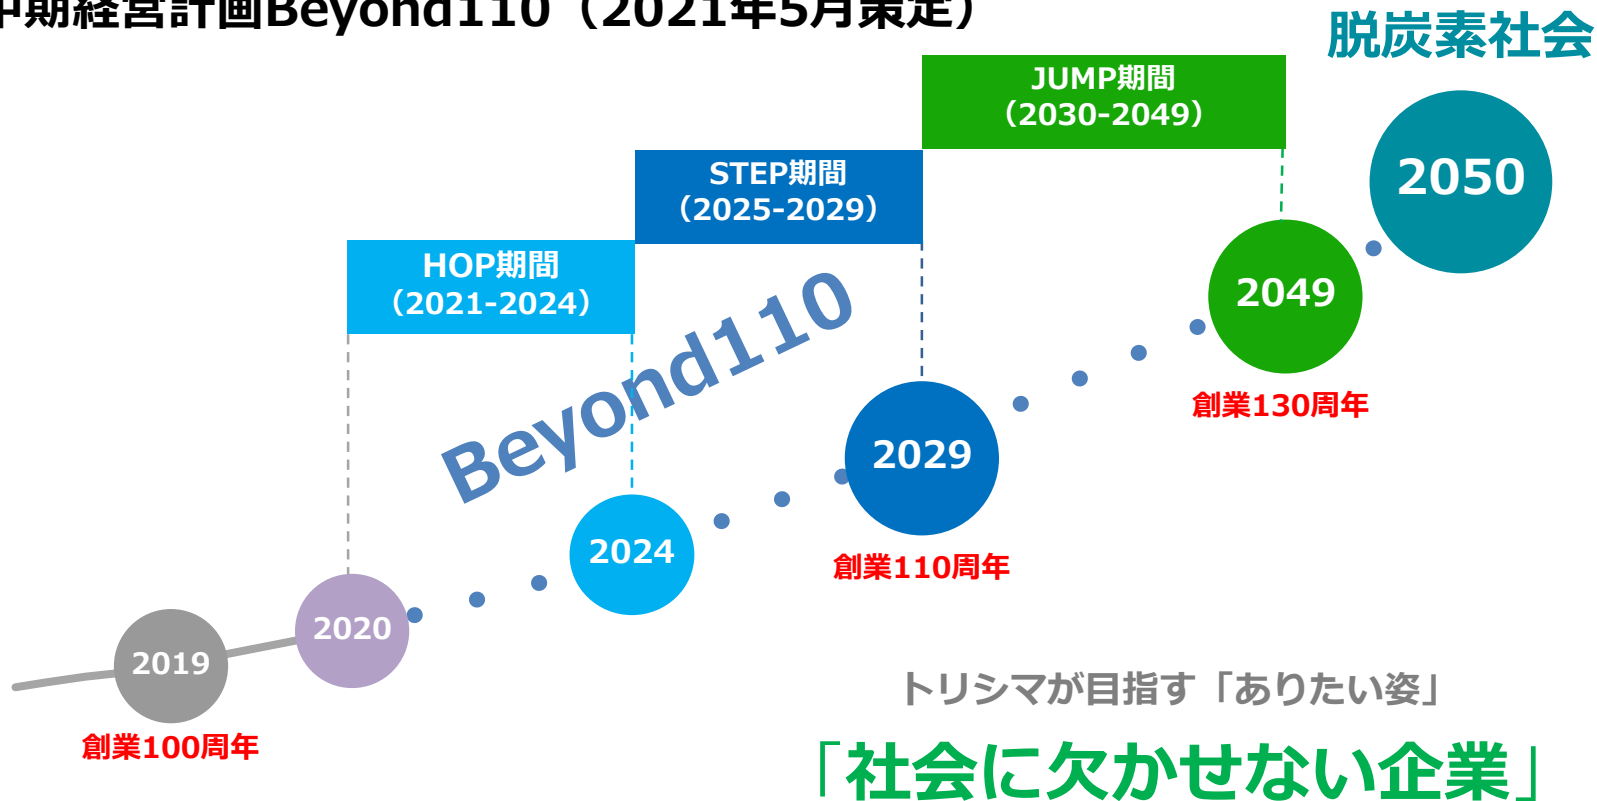 中期経営計画Beyond110（2021年5月策定）
脱炭素社会
JUMP期間
（2030-2049）
2050
STEP期間
（2025-2029）
HOP期間
（2021-2024）
Beyond110
2049
創業130周年
2029
創業110周年
2024
2020
2019
創業100周年
トリシマが目指す「ありたい姿」
「社会に欠かせない企業」